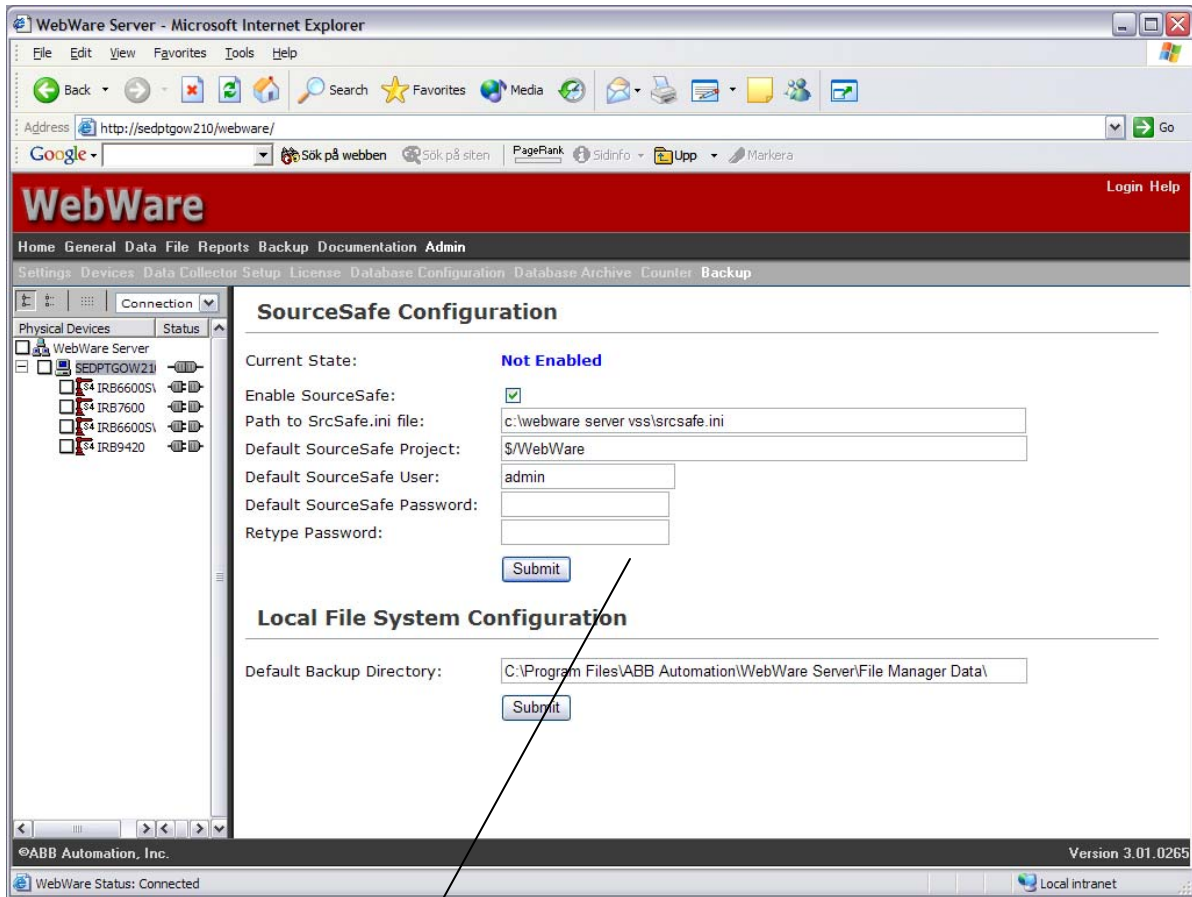 WebWare Server - Microsoft Internet Explorer
File Edit View Favorites Tools Help
Back Search Favorites Media
Address http://sedptgow210/webware/ Go
Google Sök på webben Sök på siten PageRank Sidinfo Upp Markera
Login Help
WebWare
Home General Data File Reports Backup Documentation Admin
Settings Devices Data Collector Setup License Database Configuration Database Archive Counter Backup
Connection
Physical Devices Status
WebWare Server
SEDPTGOW21
S4 IRB6600S\
S4 IRB7600
S4 IRB6600S\
S4 IRB9420
SourceSafe Configuration
Current State: Not Enabled
Enable SourceSafe:
Path to SrcSafe.ini file: c:\webware server vss\srcsafe.ini
Default SourceSafe Project: $/WebWare
Default SourceSafe User: admin
Default SourceSafe Password:
Retype Password:
Submit
Local File System Configuration
Default Backup Directory: C:\Program Files\ABB Automation\WebWare Server\File Manager Data\
Submit
©ABB Automation, Inc. Version 3.01.0265
WebWare Status: Connected Local intranet